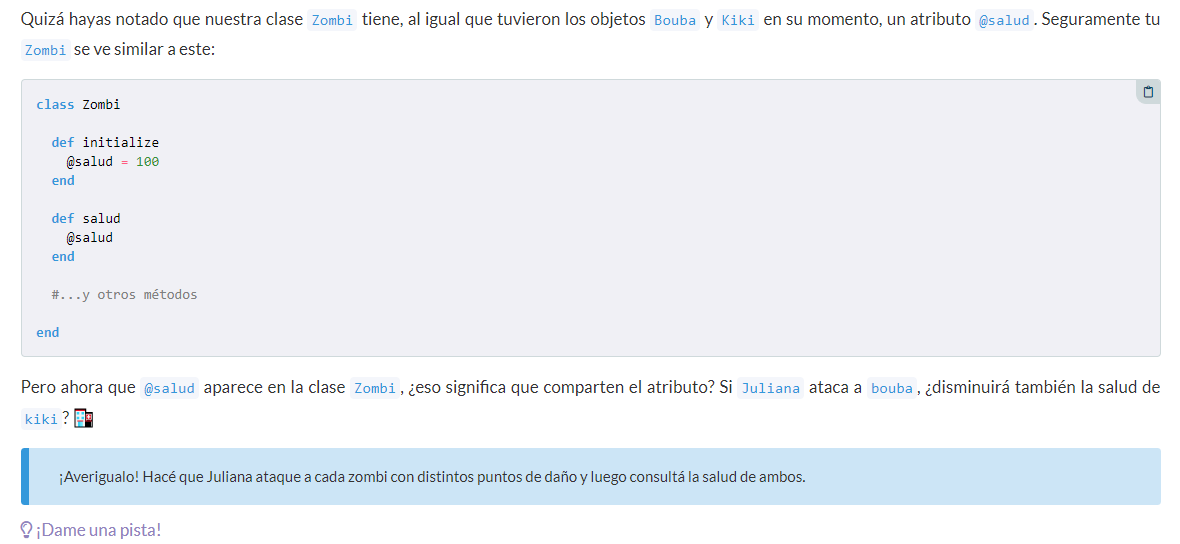 Quizá hayas notado que nuestra clase Zombi tiene, al igual que tuvieron los objetos Bouba y Kiki en su momento, un atributo @salud. Seguramente tu
Zombi se ve similar a este:
class Zombi
def initialize
@salud = 100
end
def salud
@salud
end
#...y otros métodos
end
Pero ahora que @salud aparece en la clase Zombi, ¿eso significa que comparten el atributo? Si Juliana ataca a bouba, ¿disminuirá también la salud de
kiki?
¡Averigualo! Hacé que Juliana ataque a cada zombi con distintos puntos de daño y luego consultá la salud de ambos.
¡Dame una pista!